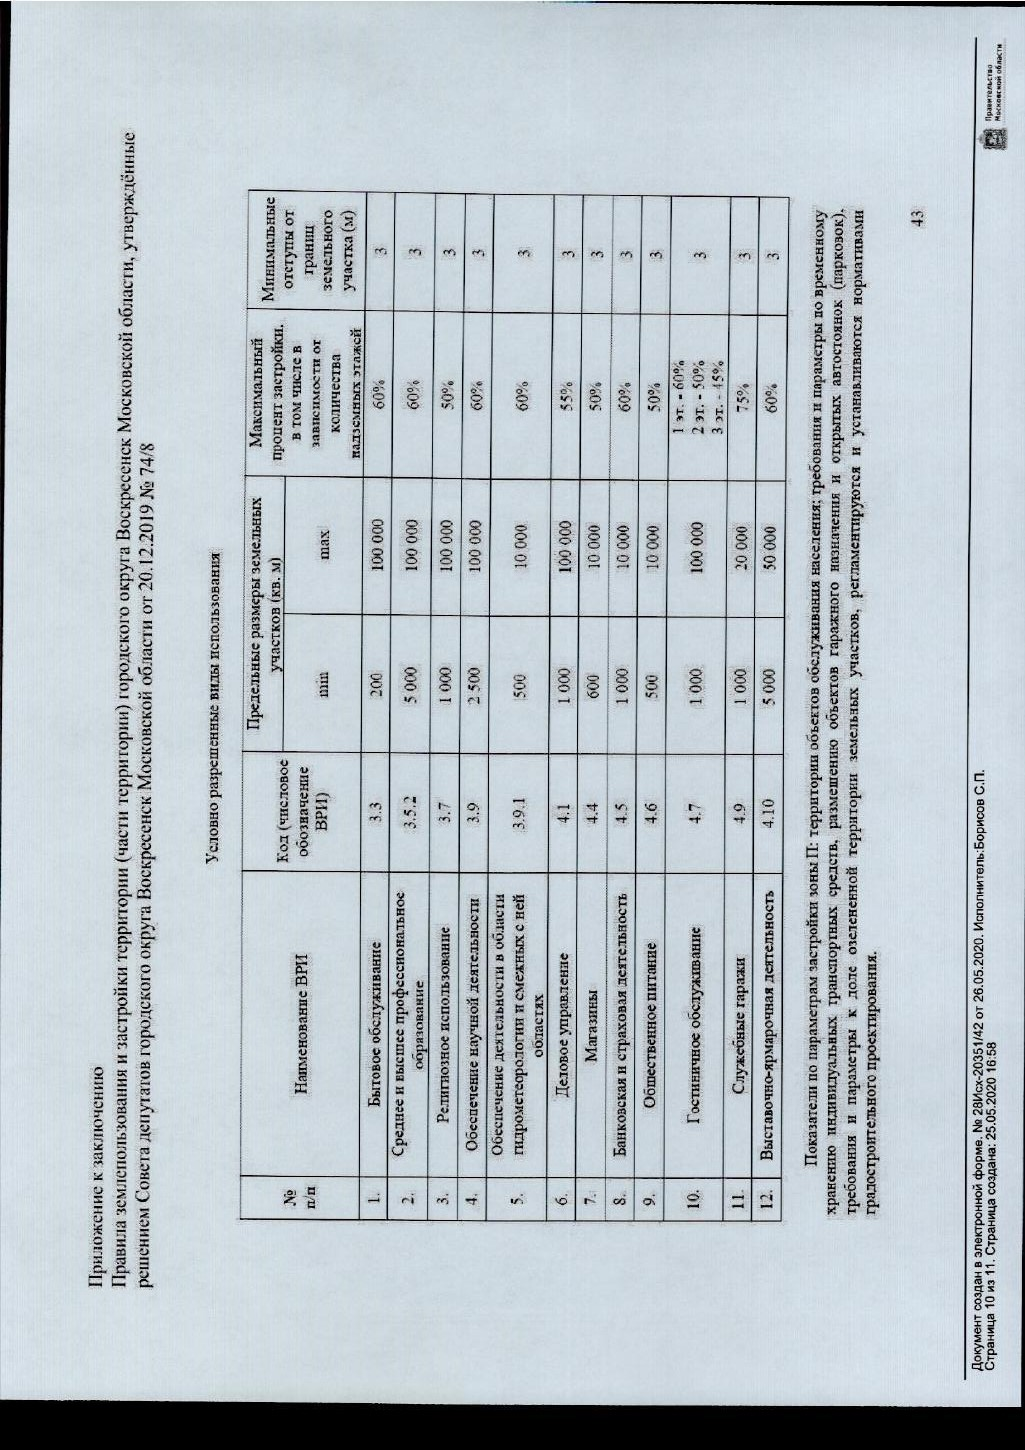 Приложение к заключению
Правила землепользования и застройки территории (части территории) городского округа Воскресенск Московской области, утверждённые
решением Совета депутатов городского округа Воскресенск Московской области от 20.12.2019 № 74/8
Условно разрешенные виды использования
№ п/п | Наименование ВРИ | Код (числовое обозначение ВРИ) | Предельные размеры земельных участков (кв. м) | Максимальный процент застройки, в том числе в зависимости от количества надземных этажей | Минимальные отступы от границ земельного участка (м)
min | max
1. | Бытовое обслуживание | 3.3 | 200 | 100 000 | 60% | 3
2. | Среднее и высшее профессиональное образование | 3.5.2 | 5 000 | 100 000 | 60% | 3
3. | Религиозное использование | 3.7 | 1 000 | 100 000 | 50% | 3
4. | Обеспечение научной деятельности | 3.9 | 2 500 | 100 000 | 60% | 3
5. | Обеспечение деятельности в области гидрометеорологии и смежных с ней областях | 3.9.1 | 500 | 10 000 | 60% | 3
6. | Деловое управление | 4.1 | 1 000 | 100 000 | 55% | 3
7. | Магазины | 4.4 | 600 | 10 000 | 50% | 3
8. | Банковская и страховая деятельность | 4.5 | 1 000 | 10 000 | 60% | 3
9. | Общественное питание | 4.6 | 500 | 10 000 | 50% | 3
10. | Гостиничное обслуживание | 4.7 | 1 000 | 100 000 | 1 эт. - 60% 2 эт. - 50% 3 эт. - 45% | 3
11. | Служебные гаражи | 4.9 | 1 000 | 20 000 | 75% | 3
12. | Выставочно-ярмарочная деятельность | 4.10 | 5 000 | 50 000 | 60% | 3
Показатели по параметрам застройки зоны П: территории объектов обслуживания населения; требования и параметры по временному
хранению индивидуальных транспортных средств, размещению объектов гаражного назначения и открытых автостоянок (парковок),
требования и параметры к доле озелененной территории земельных участков, регламентируются и устанавливаются нормативами
градостроительного проектирования.
43
Документ создан в электронной форме. № 28Исх-20351/42 от 26.05.2020. Исполнитель:Борисов С.П.
Страница 10 из 11. Страница создана: 25.05.2020 16:58
Правительство
Московской области